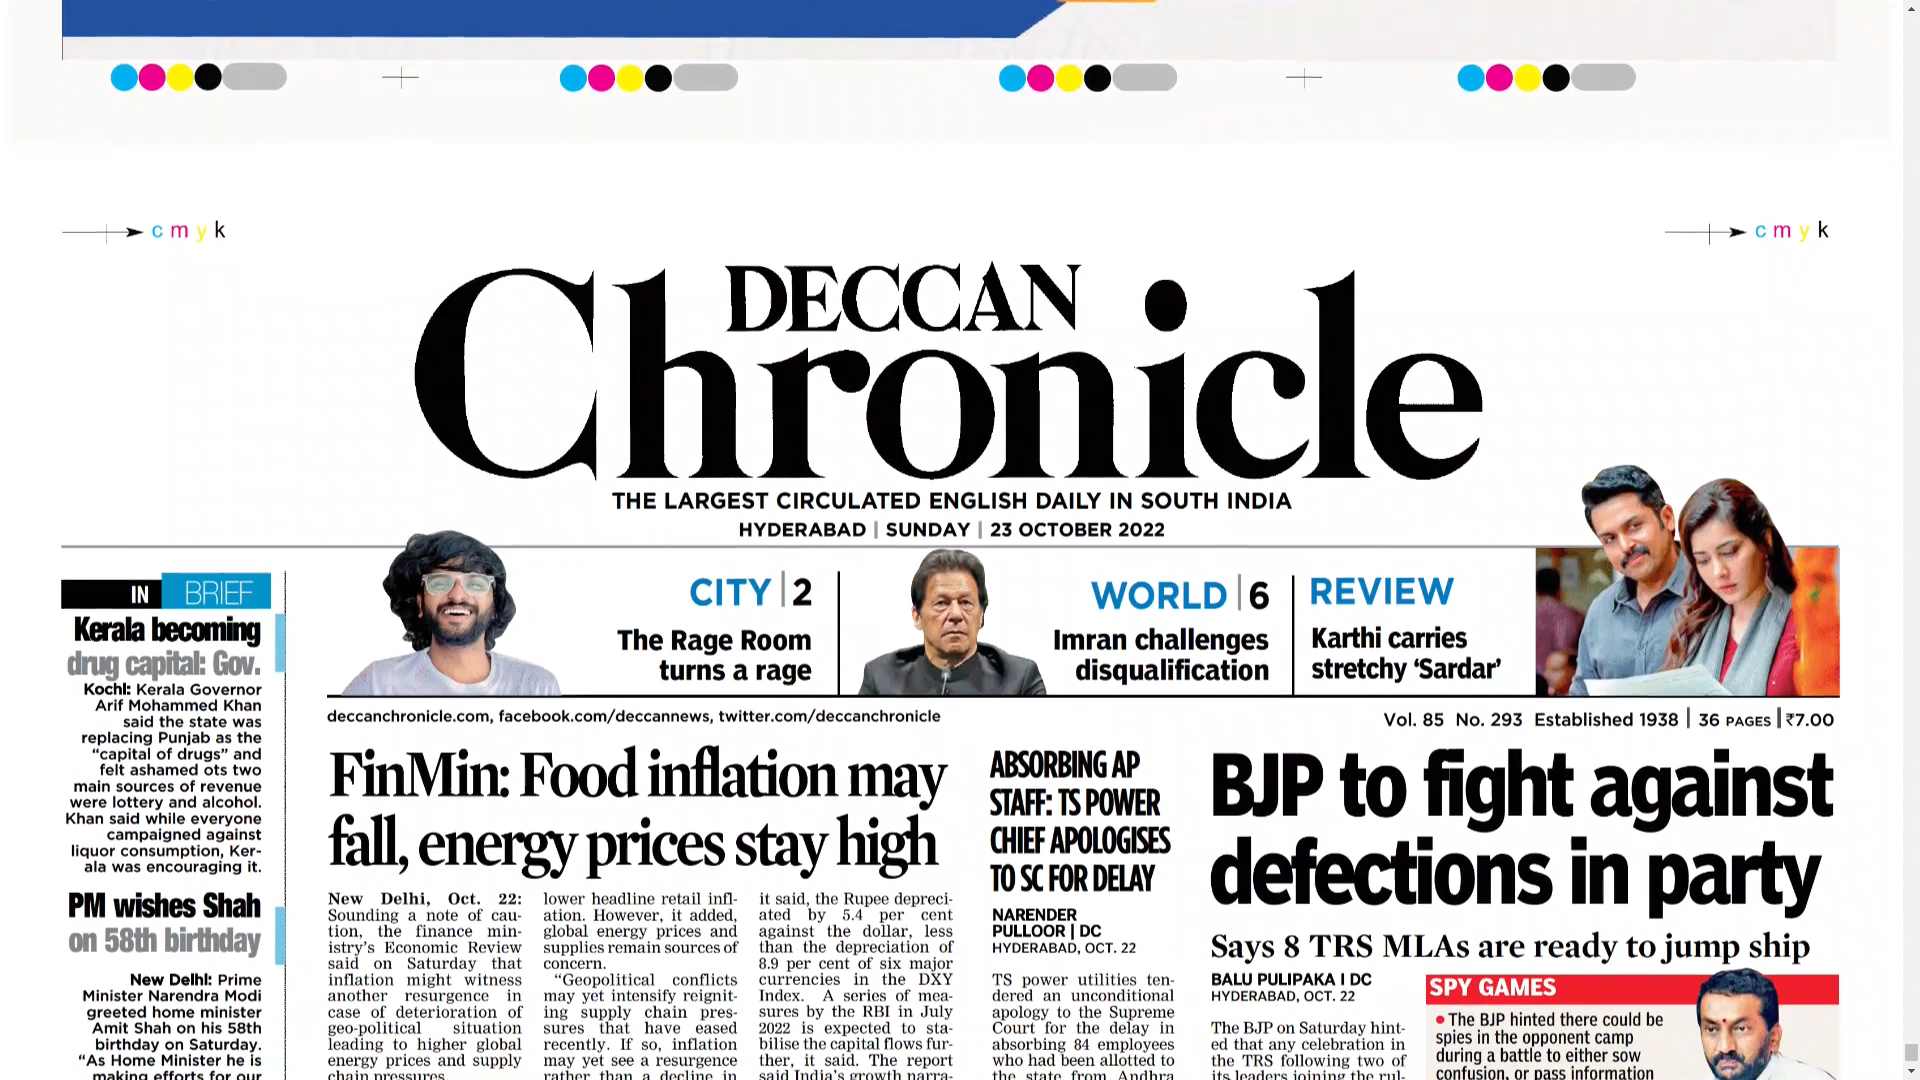 c m y k
c m y k
DECCAN
Chronicle
THE LARGEST CIRCULATED ENGLISH DAILY IN SOUTH INDIA
HYDERABAD | SUNDAY | 23 OCTOBER 2022
CITY | 2
The Rage Room
turns a rage
WORLD | 6
Imran challenges
disqualification
REVIEW
Karthi carries
stretchy ‘Sardar’
deccanchronicle.com, facebook.com/deccannews, twitter.com/deccanchronicle
Vol. 85 No. 293 Established 1938 | 36 PAGES | ₹7.00
IN BRIEF
Kerala becoming
drug capital: Gov.
Kochi: Kerala Governor
Arif Mohammed Khan
said the state was
replacing Punjab as the
“capital of drugs” and
felt ashamed ots two
main sources of revenue
were lottery and alcohol.
Khan said while everyone
campaigned against
liquor consumption, Ker-
ala was encouraging it.
PM wishes Shah
on 58th birthday
New Delhi: Prime
Minister Narendra Modi
greeted home minister
Amit Shah on his 58th
birthday on Saturday.
“As Home Minister he is
making efforts for our
FinMin: Food inflation may
fall, energy prices stay high
New Delhi, Oct. 22:
Sounding a note of cau-
tion, the finance min-
istry’s Economic Review
said on Saturday that
inflation might witness
another resurgence in
case of deterioration of
geo-political situation
leading to higher global
energy prices and supply
chain pressures.
lower headline retail infl-
ation. However, it added,
global energy prices and
supplies remain sources of
concern.
“Geopolitical conflicts
may yet intensify reignit-
ing supply chain pres-
sures that have eased
recently. If so, inflation
may yet see a resurgence
rather than a decline in
it said, the Rupee depreci-
ated by 5.4 per cent
against the dollar, less
than the depreciation of
8.9 per cent of six major
currencies in the DXY
Index. A series of mea-
sures by the RBI in July
2022 is expected to sta-
bilise the capital flows fur-
ther, it said. The report
said India’s growth narra-
ABSORBING AP
STAFF: TS POWER
CHIEF APOLOGISES
TO SC FOR DELAY
NARENDER
PULLOOR | DC
HYDERABAD, OCT. 22
TS power utilities ten-
dered an unconditional
apology to the Supreme
Court for the delay in
absorbing 84 employees
who had been allotted to
the state from Andhra
BJP to fight against
defections in party
Says 8 TRS MLAs are ready to jump ship
BALU PULIPAKA I DC
HYDERABAD, OCT. 22
The BJP on Saturday hint-
ed that any celebration in
the TRS following two of
its leaders joining the rul-
SPY GAMES
• The BJP hinted there could be
spies in the opponent camp
during a battle to either sow
confusion, or pass information